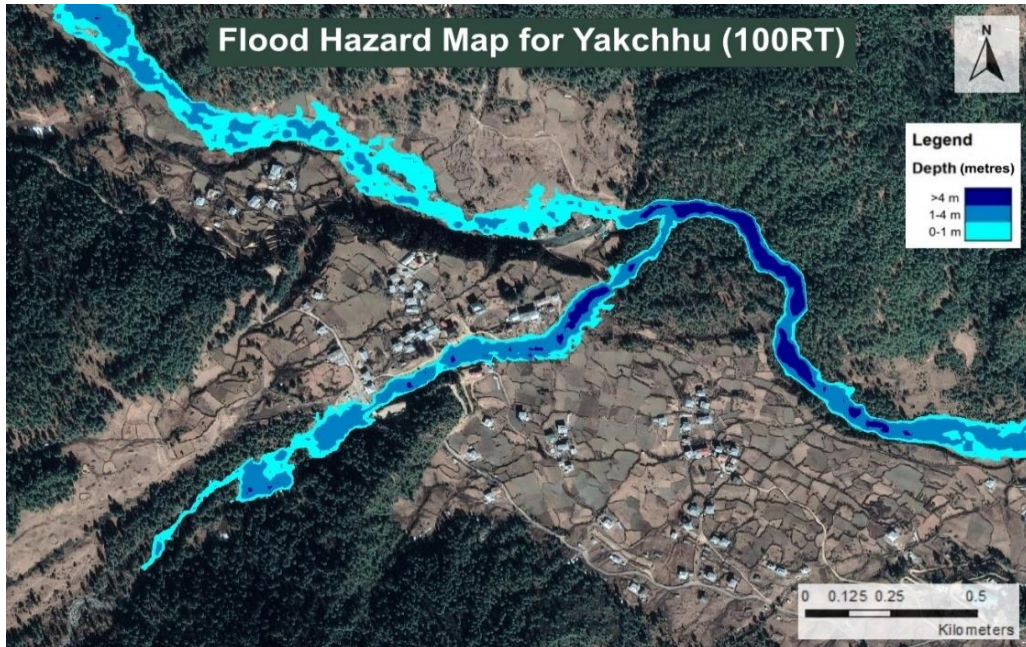 Flood Hazard Map for Yakchhu (100RT)
N
Legend
Depth (metres)
>4 m
1-4 m
0-1 m
0 0.125 0.25 0.5
Kilometers